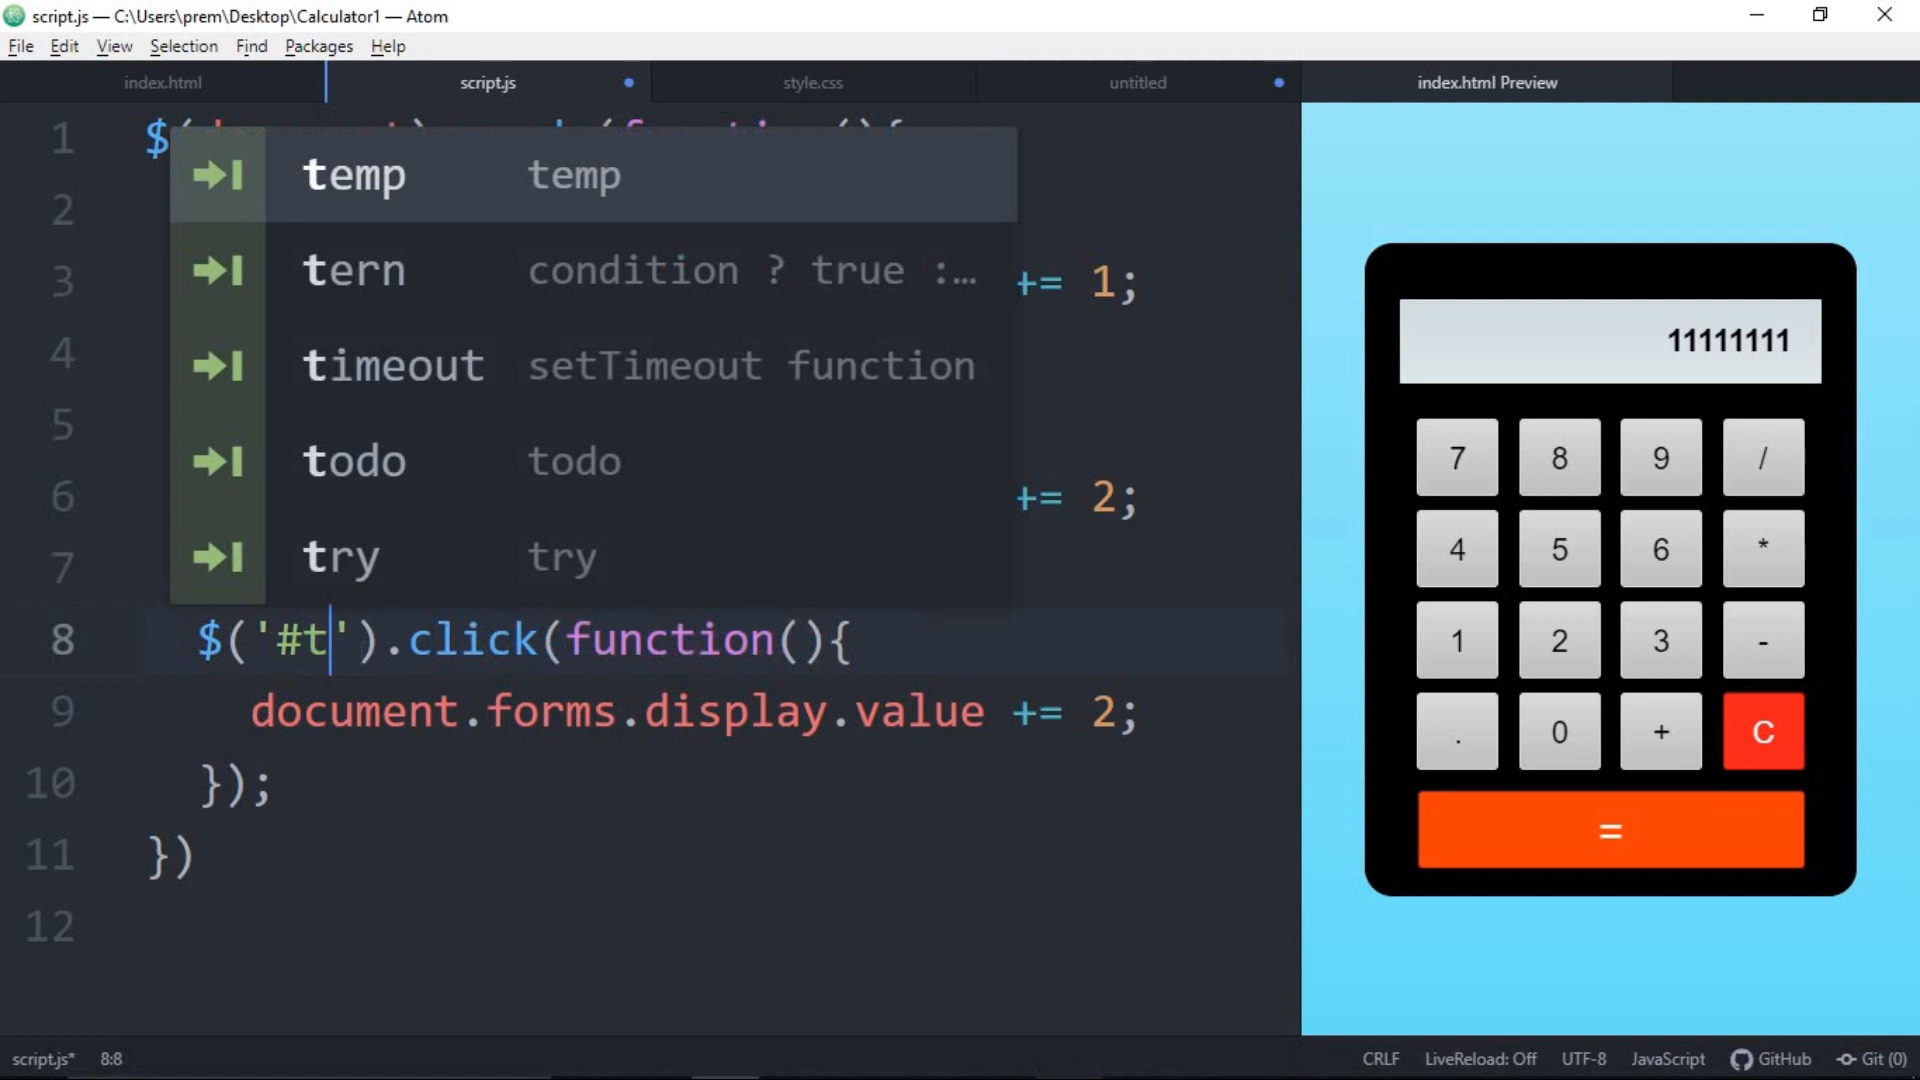 script.js — C:\Users\prem\Desktop\Calculator1 — Atom
File Edit View Selection Find Packages Help
index.html script.js style.css untitled index.html Preview
1 $
2
3 += 1;
4
5
6 += 2;
7
temp temp
tern condition ? true :…
timeout setTimeout function
todo todo
try try
8 $('#t').click(function(){
9 document.forms.display.value += 2;
10 });
11 })
12
11111111
7 8 9 /
4 5 6 *
1 2 3 -
. 0 + C
=
script.js* 8:8 CRLF LiveReload: Off UTF-8 JavaScript GitHub Git (0)